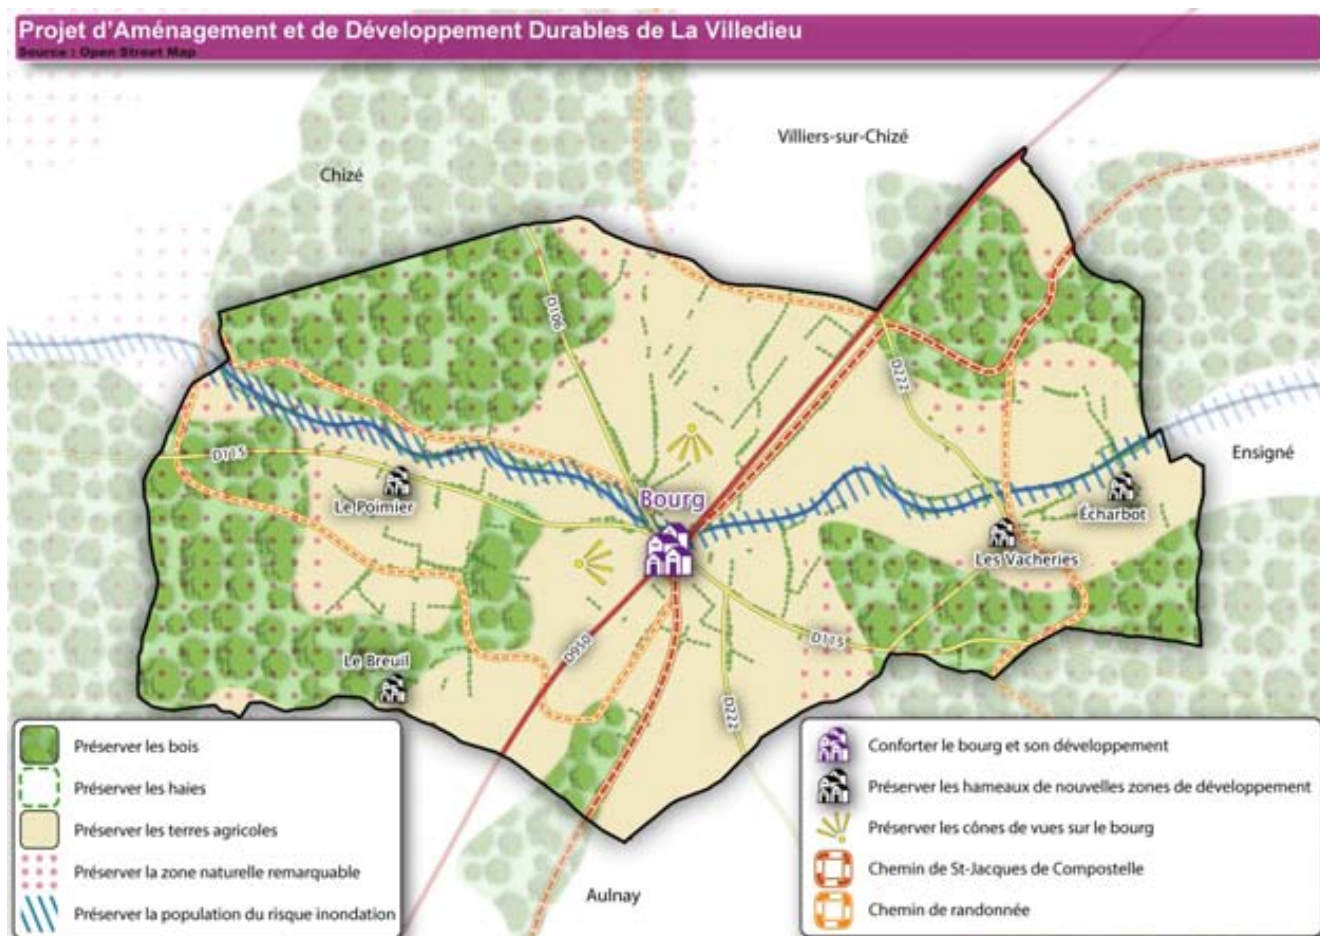 Projet d'Aménagement et de Développement Durables de La Villedieu
Source : Open Street Map
Villiers-sur-Chizé
Chizé
D106
D222
Ensigné
D115
Le Poimier
Bourg
Écharbot
Les Vacheries
D115
D950
Le Breuil
D222
Aulnay
Préserver les bois
Préserver les haies
Préserver les terres agricoles
Préserver la zone naturelle remarquable
Préserver la population du risque inondation
Conforter le bourg et son développement
Préserver les hameaux de nouvelles zones de développement
Préserver les cônes de vues sur le bourg
Chemin de St-Jacques de Compostelle
Chemin de randonnée